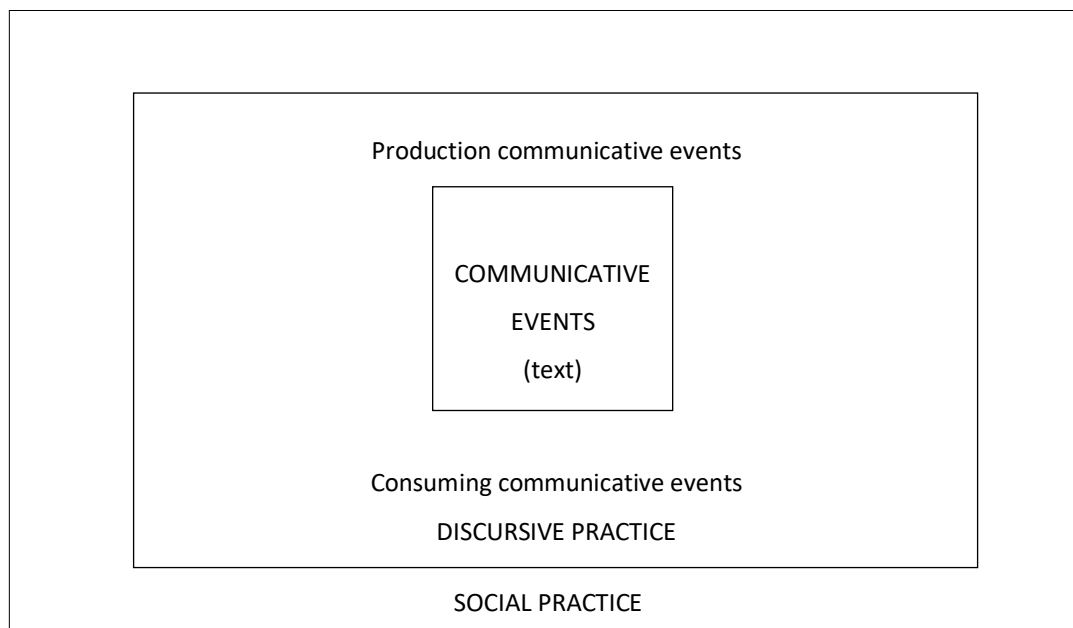 Production communicative events
COMMUNICATIVE
EVENTS
(text)
Consuming communicative events
DISCURSIVE PRACTICE
SOCIAL PRACTICE